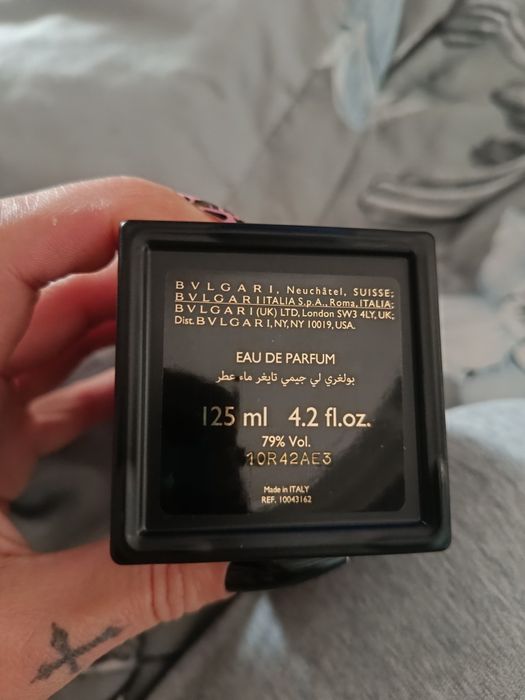 BVLGARI, Neuchâtel, SUISSE;
BVLGARI ITALIA S.p.A., Roma, ITALIA;
BVLGARI (UK) LTD, London SW3 4LY, UK;
Dist. BVLGARI, NY, NY 10019, USA.
EAU DE PARFUM
بولغري لي جيمي تايغر ماء عطر
125 ml 4.2 fl.oz.
79% Vol.
10R42AE3
Made in ITALY
REF. 10043162